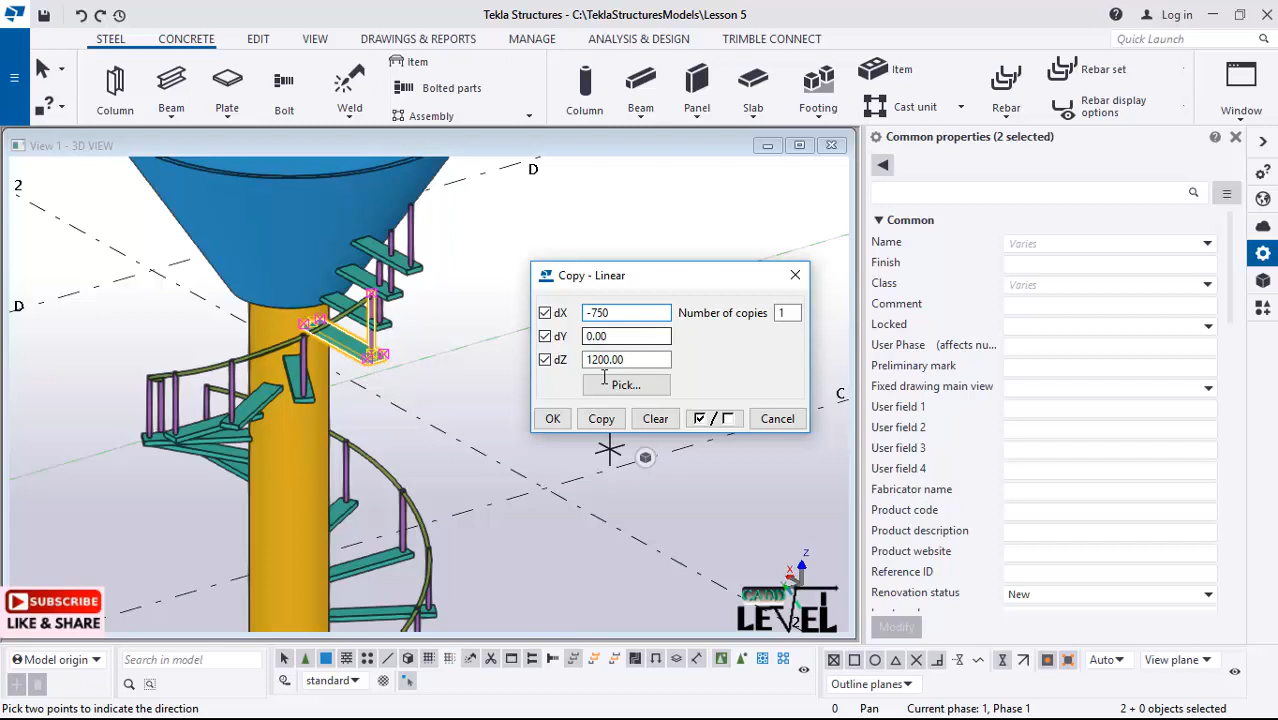 Tekla Structures - C:\TeklaStructuresModels\Lesson 5
Log in
STEEL CONCRETE EDIT VIEW DRAWINGS & REPORTS MANAGE ANALYSIS & DESIGN TRIMBLE CONNECT
Quick Launch
Column Beam Plate Bolt Weld
Item
Bolted parts
Assembly
Column Beam Panel Slab Footing
Item
Cast unit
Rebar
Rebar set
Rebar display options
Window
View 1 - 3D VIEW
2
D
D
C
Copy - Linear
dX -750 Number of copies 1
dY 0.00
dZ 1200.00
Pick...
OK Copy Clear / Cancel
Z
X
CADD
LEVEL
SUBSCRIBE
LIKE & SHARE
Common properties (2 selected)
Common
Name Varies
Finish
Class Varies
Comment
Locked
User Phase (affects nu...
Preliminary mark
Fixed drawing main view
User field 1
User field 2
User field 3
User field 4
Fabricator name
Product code
Product description
Product website
Reference ID
Renovation status New
Modify
Model origin
Search in model
standard
Auto
View plane
Outline planes
Pick two points to indicate the direction
0 Pan Current phase: 1, Phase 1 2 + 0 objects selected